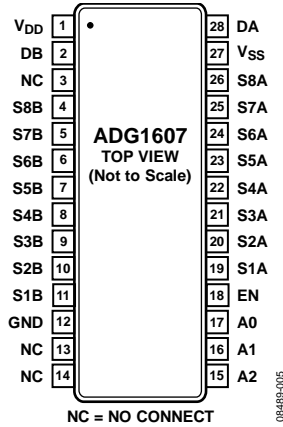 VDD 1 28 DA
DB 2 27 VSS
NC 3 26 S8A
S8B 4 25 S7A
S7B 5 ADG1607 24 S6A
S6B 6 TOP VIEW 23 S5A
S5B 7 (Not to Scale) 22 S4A
S4B 8 21 S3A
S3B 9 20 S2A
S2B 10 19 S1A
S1B 11 18 EN
GND 12 17 A0
NC 13 16 A1
NC 14 15 A2
NC = NO CONNECT
08489-005